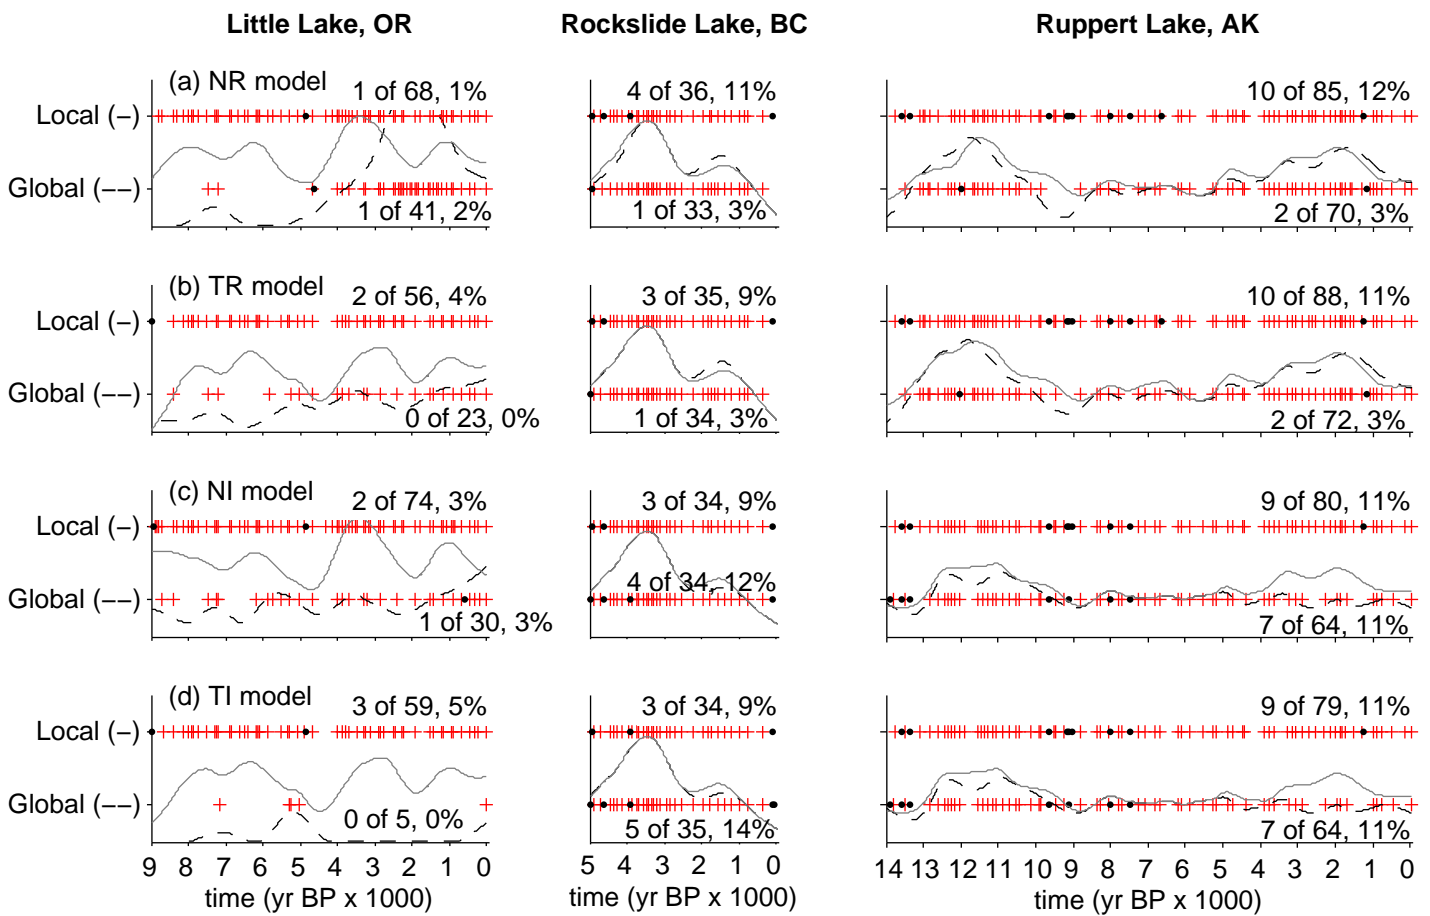 Little Lake, OR Rockslide Lake, BC Ruppert Lake, AK
(a) NR model
1 of 68, 1% 4 of 36, 11% 10 of 85, 12%
Local (−)
Global (−−)
1 of 41, 2% 1 of 33, 3% 2 of 70, 3%
(b) TR model
2 of 56, 4% 3 of 35, 9% 10 of 88, 11%
Local (−)
Global (−−)
0 of 23, 0% 1 of 34, 3% 2 of 72, 3%
(c) NI model
2 of 74, 3% 3 of 34, 9% 9 of 80, 11%
Local (−)
4 of 34, 12%
Global (−−)
1 of 30, 3% 7 of 64, 11%
(d) TI model
3 of 59, 5% 3 of 34, 9% 9 of 79, 11%
Local (−)
Global (−−)
0 of 5, 0% 5 of 35, 14% 7 of 64, 11%
9 8 7 6 5 4 3 2 1 0 5 4 3 2 1 0 14 13 12 11 10 9 8 7 6 5 4 3 2 1 0
time (yr BP x 1000) time (yr BP x 1000) time (yr BP x 1000)